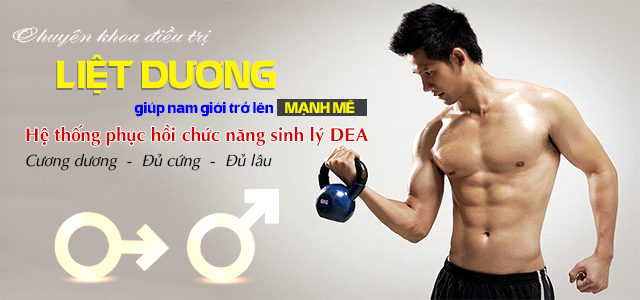 Chuyên khoa điều trị
LIỆT DƯƠNG
giúp nam giới trở lên MẠNH MẼ
Hệ thống phục hồi chức năng sinh lý DEA
Cương dương - Đủ cứng - Đủ lâu
6KG